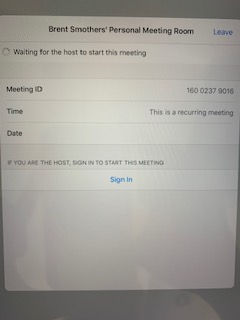 Brent Smothers' Personal Meeting Room Leave
Waiting for the host to start this meeting
Meeting ID 160 0237 9016
Time This is a recurring meeting
Date
IF YOU ARE THE HOST, SIGN IN TO START THIS MEETING
Sign In